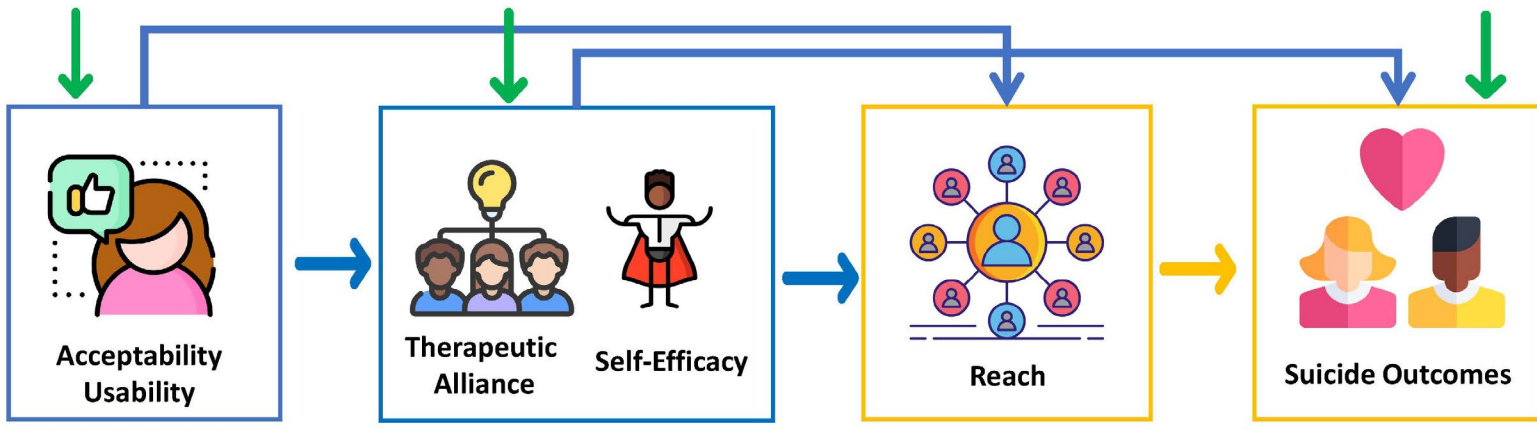 Acceptability
Usability
Therapeutic
Alliance
Self-Efficacy
Reach
Suicide Outcomes